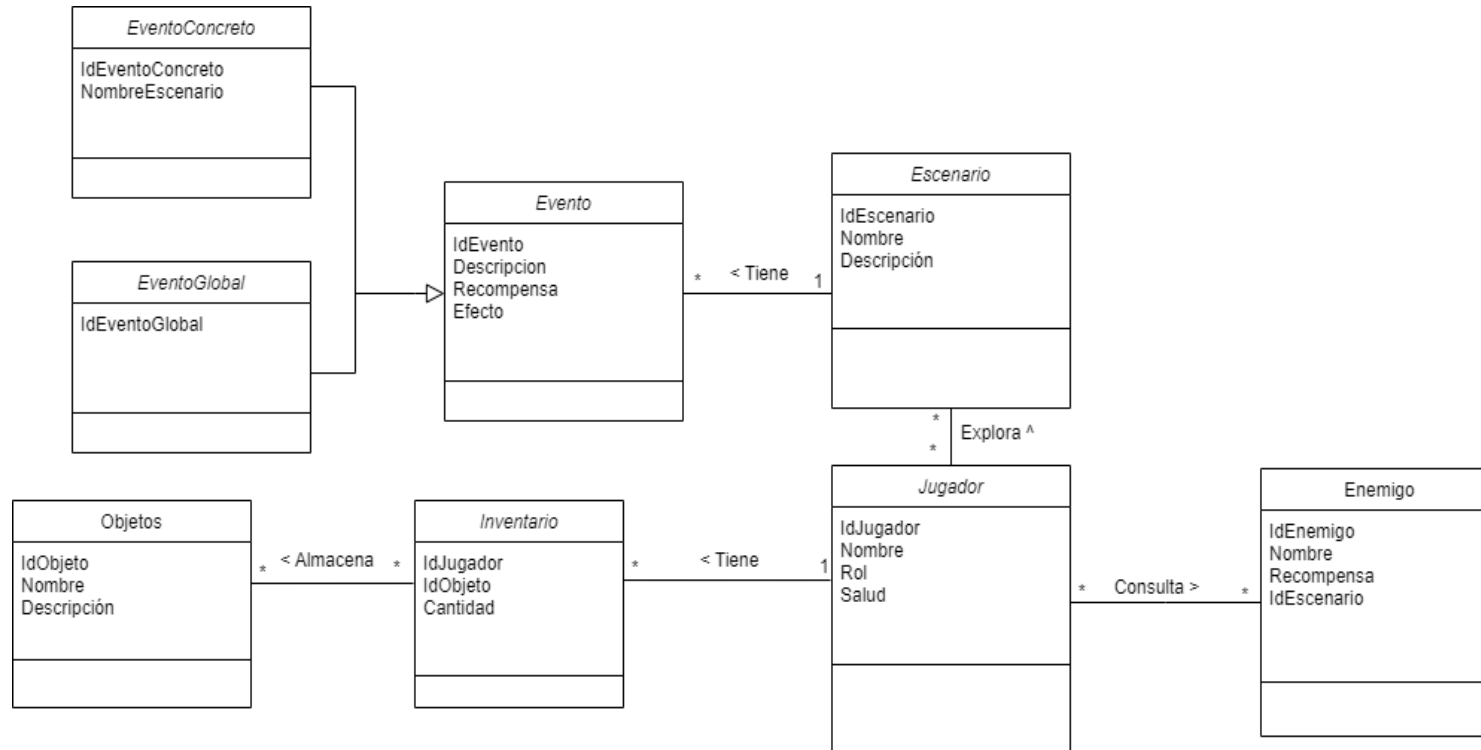 EventoConcreto
IdEventoConcreto
NombreEscenario
EventoGlobal
IdEventoGlobal
Evento
IdEvento
Descripcion
Recompensa
Efecto
* < Tiene 1
Escenario
IdEscenario
Nombre
Descripción
*
Explora ^
*
Objetos
IdObjeto
Nombre
Descripción
* < Almacena *
Inventario
IdJugador
IdObjeto
Cantidad
* < Tiene 1
Jugador
IdJugador
Nombre
Rol
Salud
* Consulta > *
Enemigo
IdEnemigo
Nombre
Recompensa
IdEscenario